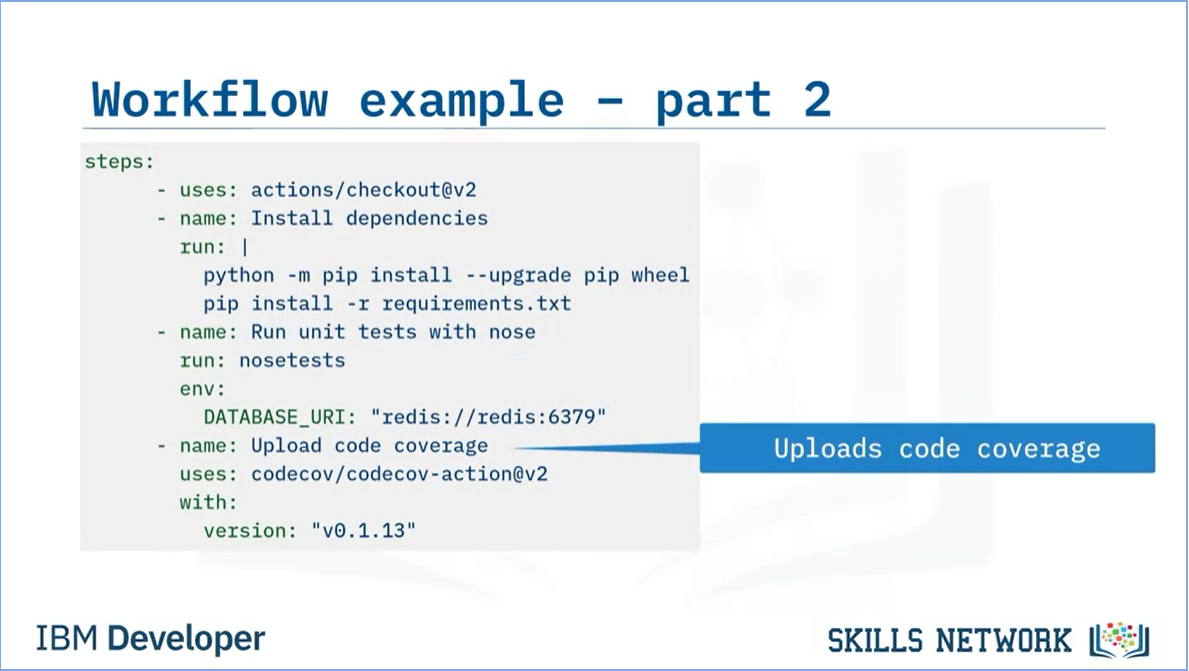 Workflow example – part 2
steps:
- uses: actions/checkout@v2
- name: Install dependencies
run: |
python -m pip install --upgrade pip wheel
pip install -r requirements.txt
- name: Run unit tests with nose
run: nosetests
env:
DATABASE_URI: "redis://redis:6379"
- name: Upload code coverage
Uploads code coverage
uses: codecov/codecov-action@v2
with:
version: "v0.1.13"
IBM Developer
SKILLS NETWORK